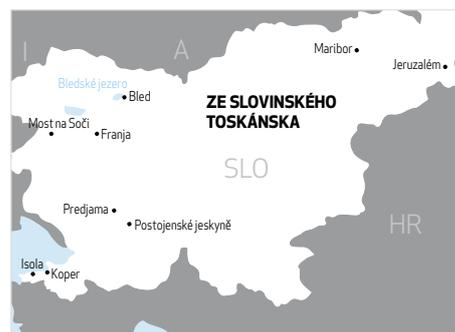 I
A
Maribor
Jeruzalém
Bledské jezero
Bled
ZE SLOVINSKÉHO
TOSKÁNSKA
Most na Soči
Franja
SLO
Predjama
Postojenské jeskyně
HR
Isola
Koper